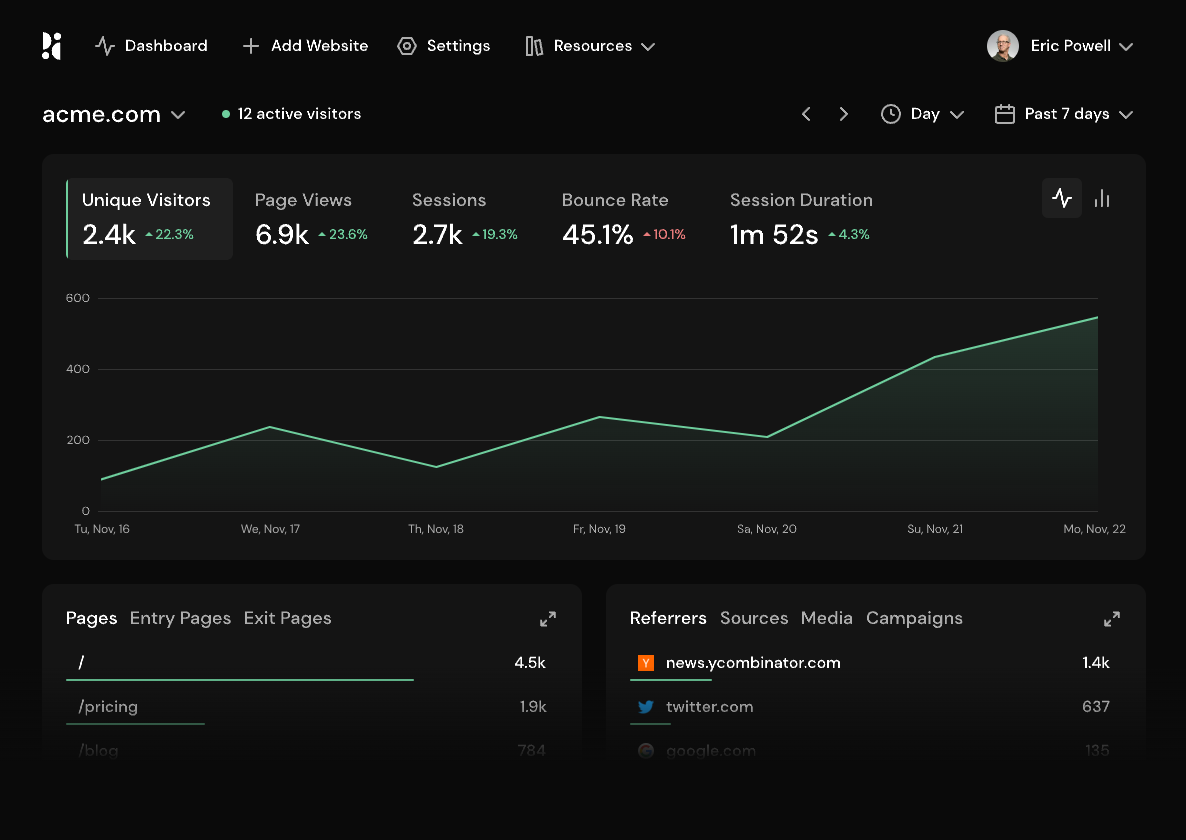 Dashboard Add Website Settings Resources Eric Powell
acme.com 12 active visitors Day Past 7 days
Unique Visitors Page Views Sessions Bounce Rate Session Duration
2.4k 22.3% 6.9k 23.6% 2.7k 19.3% 45.1% 10.1% 1m 52s 4.3%
600
400
200
0
Tu, Nov, 16 We, Nov, 17 Th, Nov, 18 Fr, Nov, 19 Sa, Nov, 20 Su, Nov, 21 Mo, Nov, 22
Pages Entry Pages Exit Pages
/ 4.5k
/pricing 1.9k
/blog 784
Referrers Sources Media Campaigns
Y news.ycombinator.com 1.4k
twitter.com 637
G google.com 135